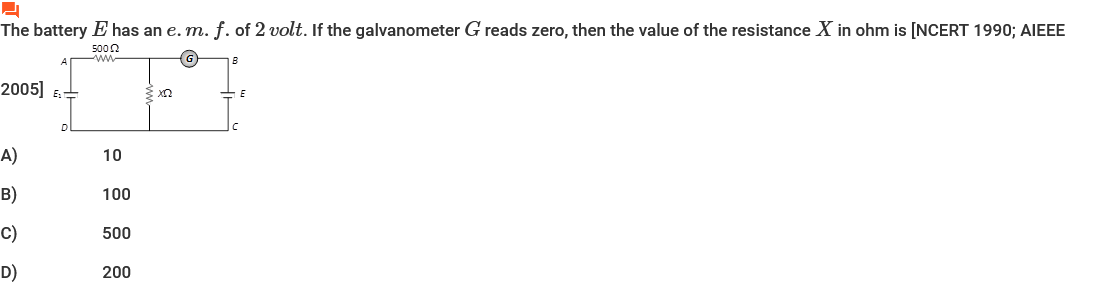 The battery E has an e. m. f. of 2 volt. If the galvanometer G reads zero, then the value of the resistance X in ohm is [NCERT 1990; AIEEE
500 Ω
A G B
2005] E₁ XΩ E
D C
A) 10
B) 100
C) 500
D) 200